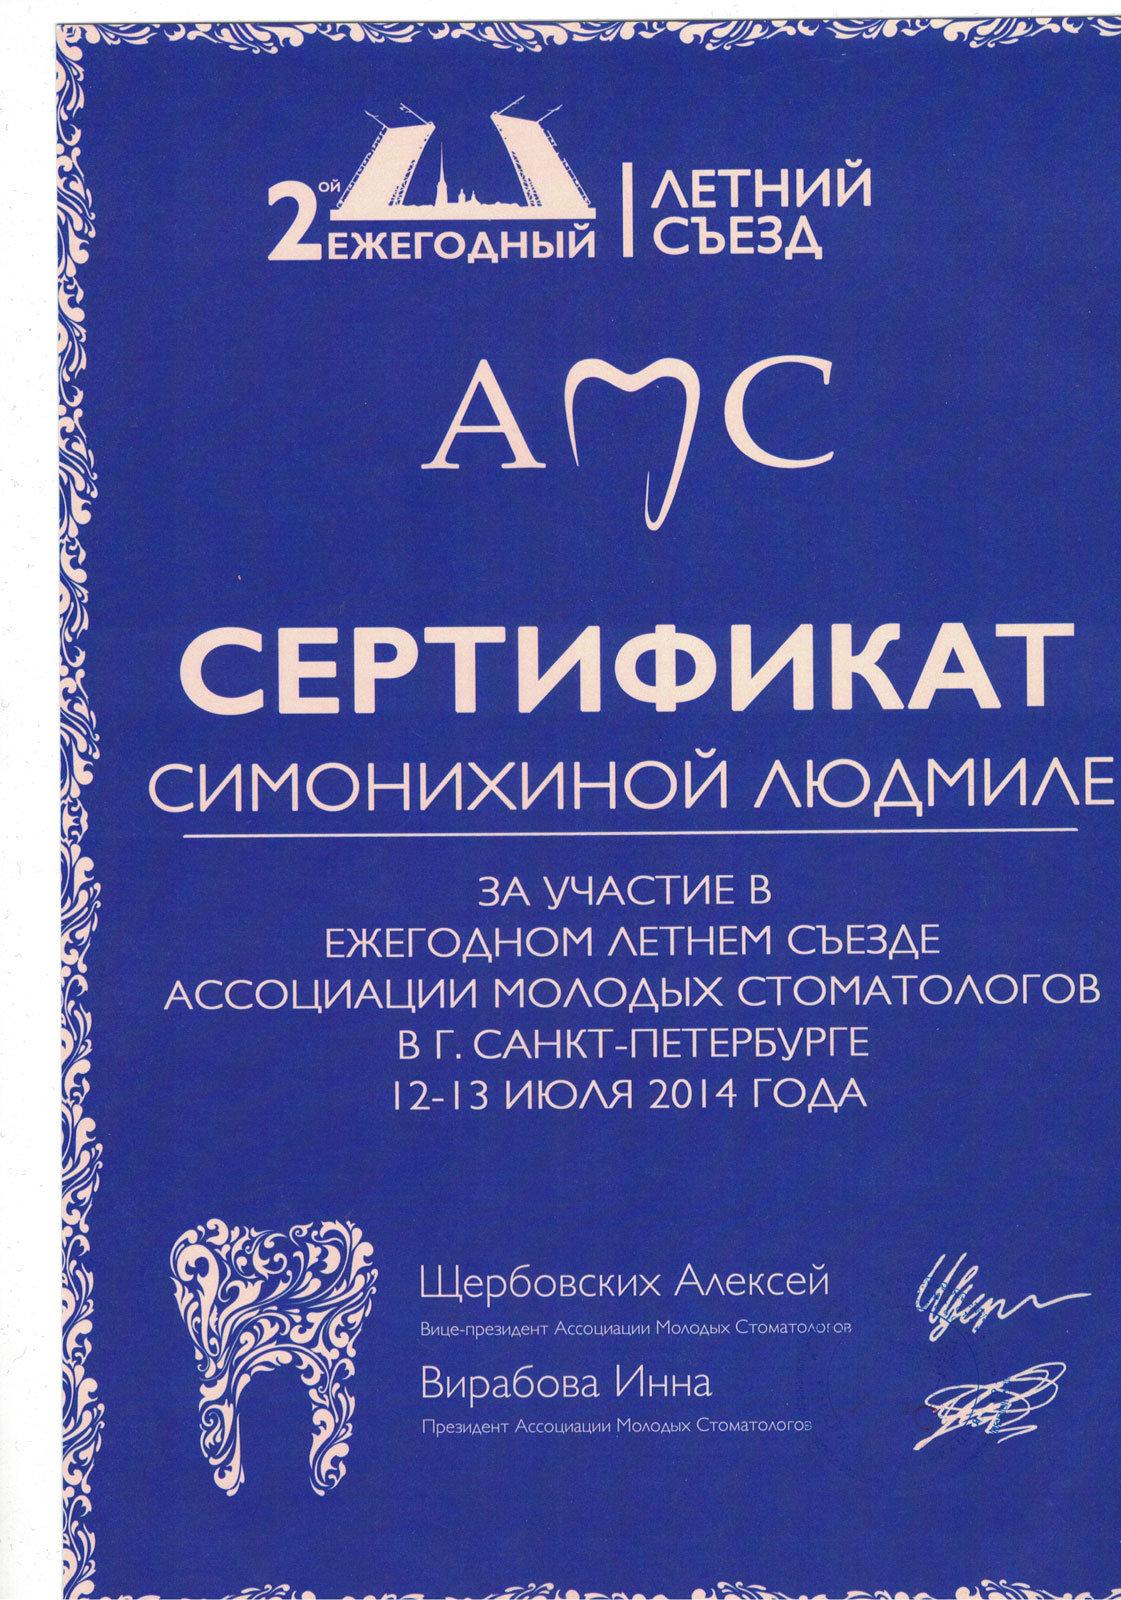 2ой ЕЖЕГОДНЫЙ | ЛЕТНИЙ СЪЕЗД
АМС
СЕРТИФИКАТ
СИМОНИХИНОЙ ЛЮДМИЛЕ
ЗА УЧАСТИЕ В
ЕЖЕГОДНОМ ЛЕТНЕМ СЪЕЗДЕ
АССОЦИАЦИИ МОЛОДЫХ СТОМАТОЛОГОВ
В Г. САНКТ-ПЕТЕРБУРГЕ
12-13 ИЮЛЯ 2014 ГОДА
Щербовских Алексей
Вице-президент Ассоциации Молодых Стоматологов
Вирабова Инна
Президент Ассоциации Молодых Стоматологов